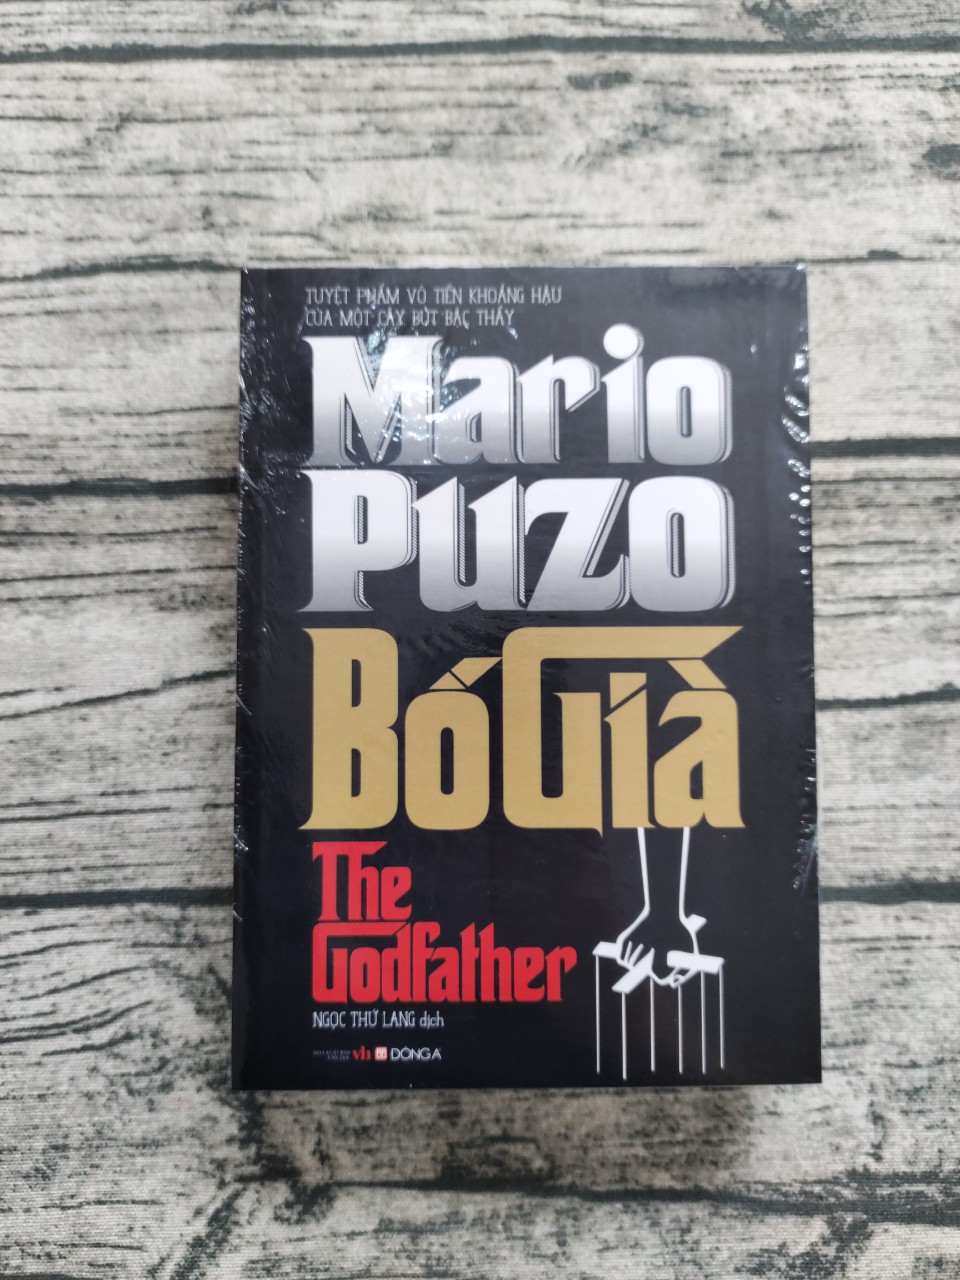 TUYỆT PHẨM VÔ TIỀN KHOÁNG HẬU
CỦA MỘT CÂY BÚT BẬC THẦY
Mario
Puzo
Bố Già
The
Godfather
NGỌC THỨ LANG dịch
vh ĐÔNG A